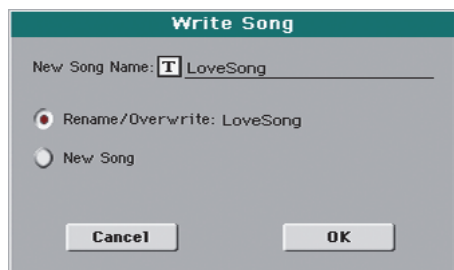 Write Song
New Song Name: T LoveSong
Rename/Overwrite: LoveSong
New Song
Cancel OK